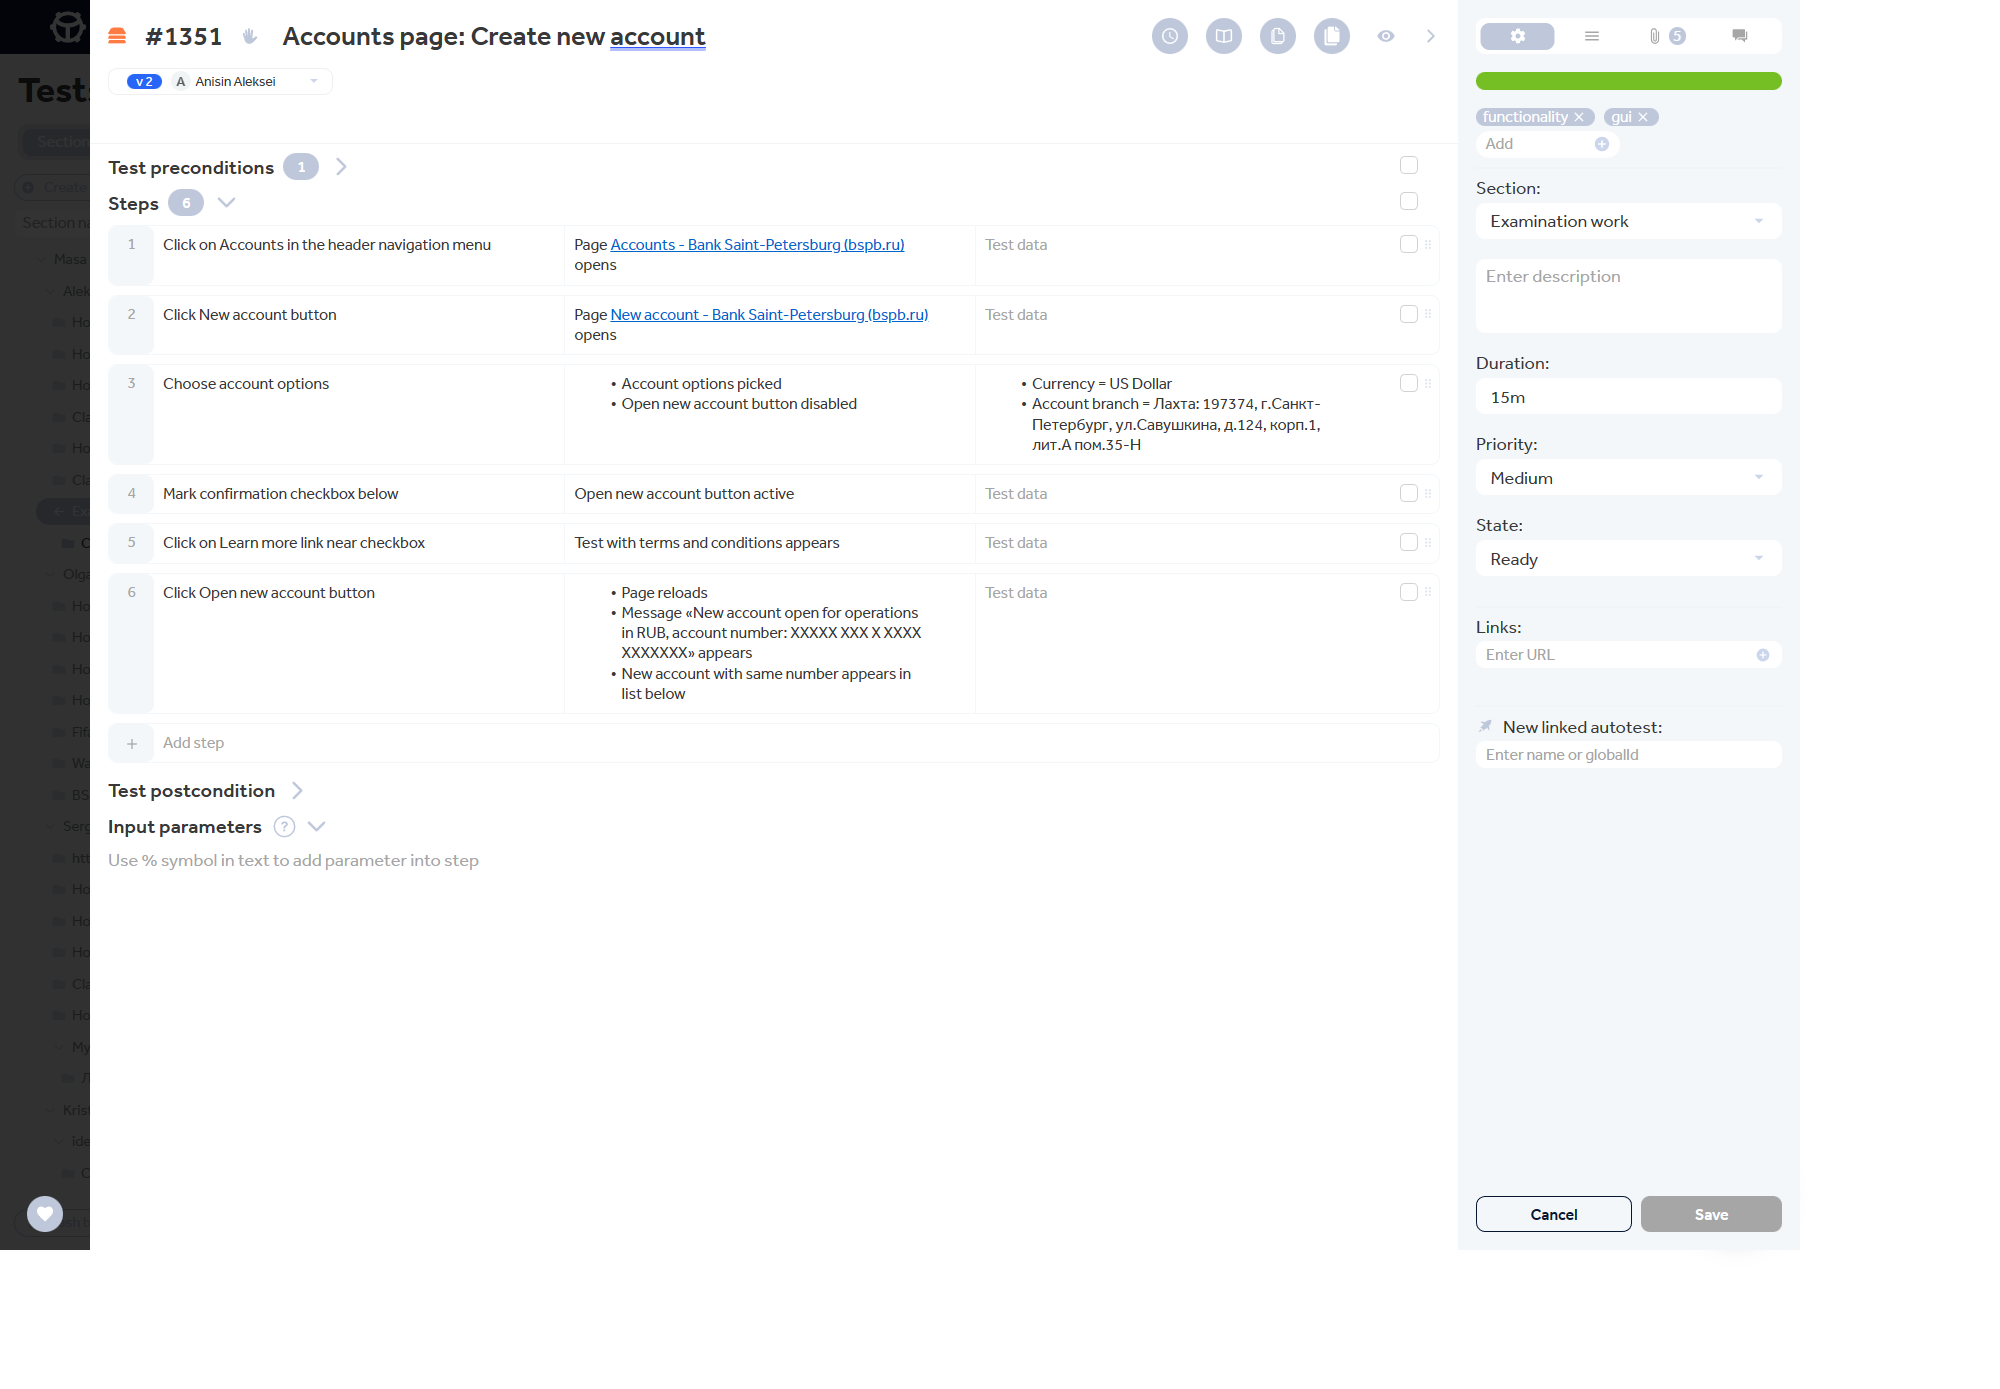 #1351 Accounts page: Create new account
v 2 A Anisin Aleksei
Test preconditions 1
Steps 6
1 Click on Accounts in the header navigation menu
Page Accounts - Bank Saint-Petersburg (bspb.ru)
opens
Test data
2 Click New account button
Page New account - Bank Saint-Petersburg (bspb.ru)
opens
Test data
3 Choose account options
• Account options picked
• Open new account button disabled
• Currency = US Dollar
• Account branch = Лахта: 197374, г.Санкт-
Петербург, ул.Савушкина, д.124, корп.1,
лит.А пом.35-Н
4 Mark confirmation checkbox below
Open new account button active
Test data
5 Click on Learn more link near checkbox
Test with terms and conditions appears
Test data
6 Click Open new account button
• Page reloads
• Message «New account open for operations
in RUB, account number: XXXXX XXX X XXXX
XXXXXXX» appears
• New account with same number appears in
list below
Test data
+ Add step
Test postcondition
Input parameters ?
Use % symbol in text to add parameter into step
5
functionality gui
Add
Section:
Examination work
Enter description
Duration:
15m
Priority:
Medium
State:
Ready
Links:
Enter URL
New linked autotest:
Enter name or globalId
Cancel Save
Masa